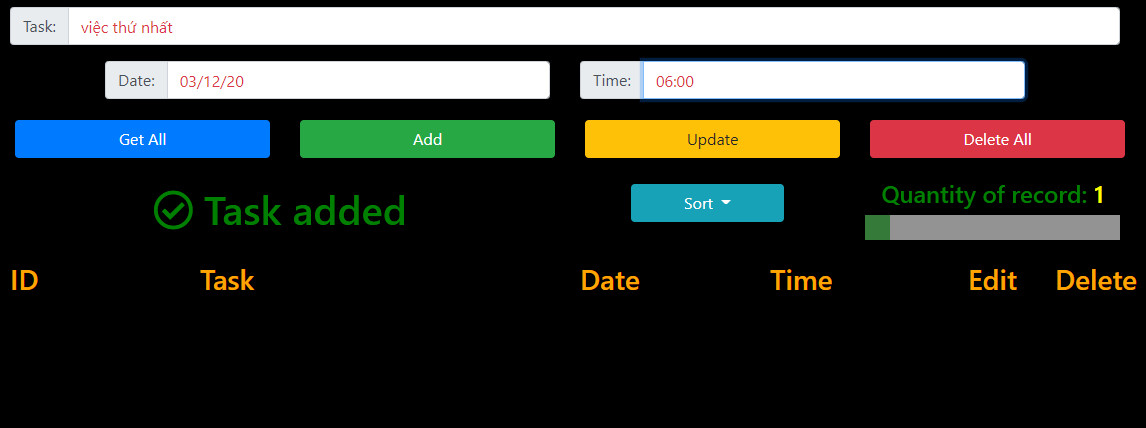 Task: việc thứ nhất
Date: 03/12/20 Time: 06:00
Get All Add Update Delete All
Task added Sort Quantity of record: 1
ID Task Date Time Edit Delete